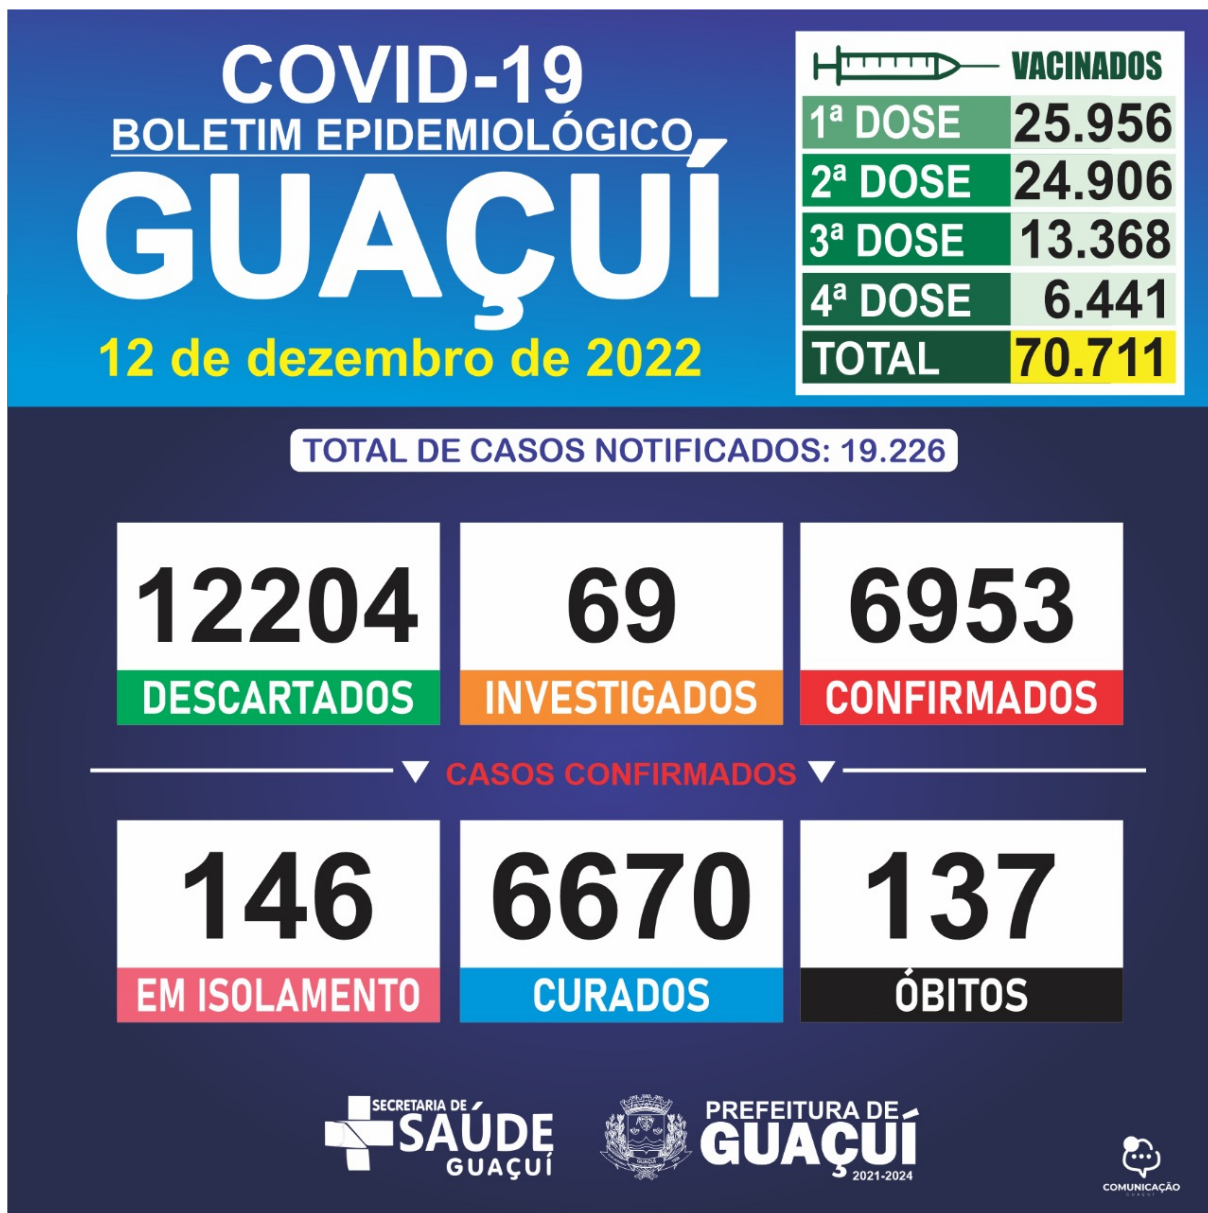 COVID-19
BOLETIM EPIDEMIOLÓGICO
GUAÇUÍ
12 de dezembro de 2022
VACINADOS
1ª DOSE 25.956
2ª DOSE 24.906
3ª DOSE 13.368
4ª DOSE 6.441
TOTAL 70.711
TOTAL DE CASOS NOTIFICADOS: 19.226
12204 69 6953
DESCARTADOS INVESTIGADOS CONFIRMADOS
CASOS CONFIRMADOS
146 6670 137
EM ISOLAMENTO CURADOS ÓBITOS
SECRETARIA DE
SAÚDE
GUAÇUÍ
PREFEITURA DE
GUAÇUÍ
2021-2024
COMUNICAÇÃO
GUAÇUÍ